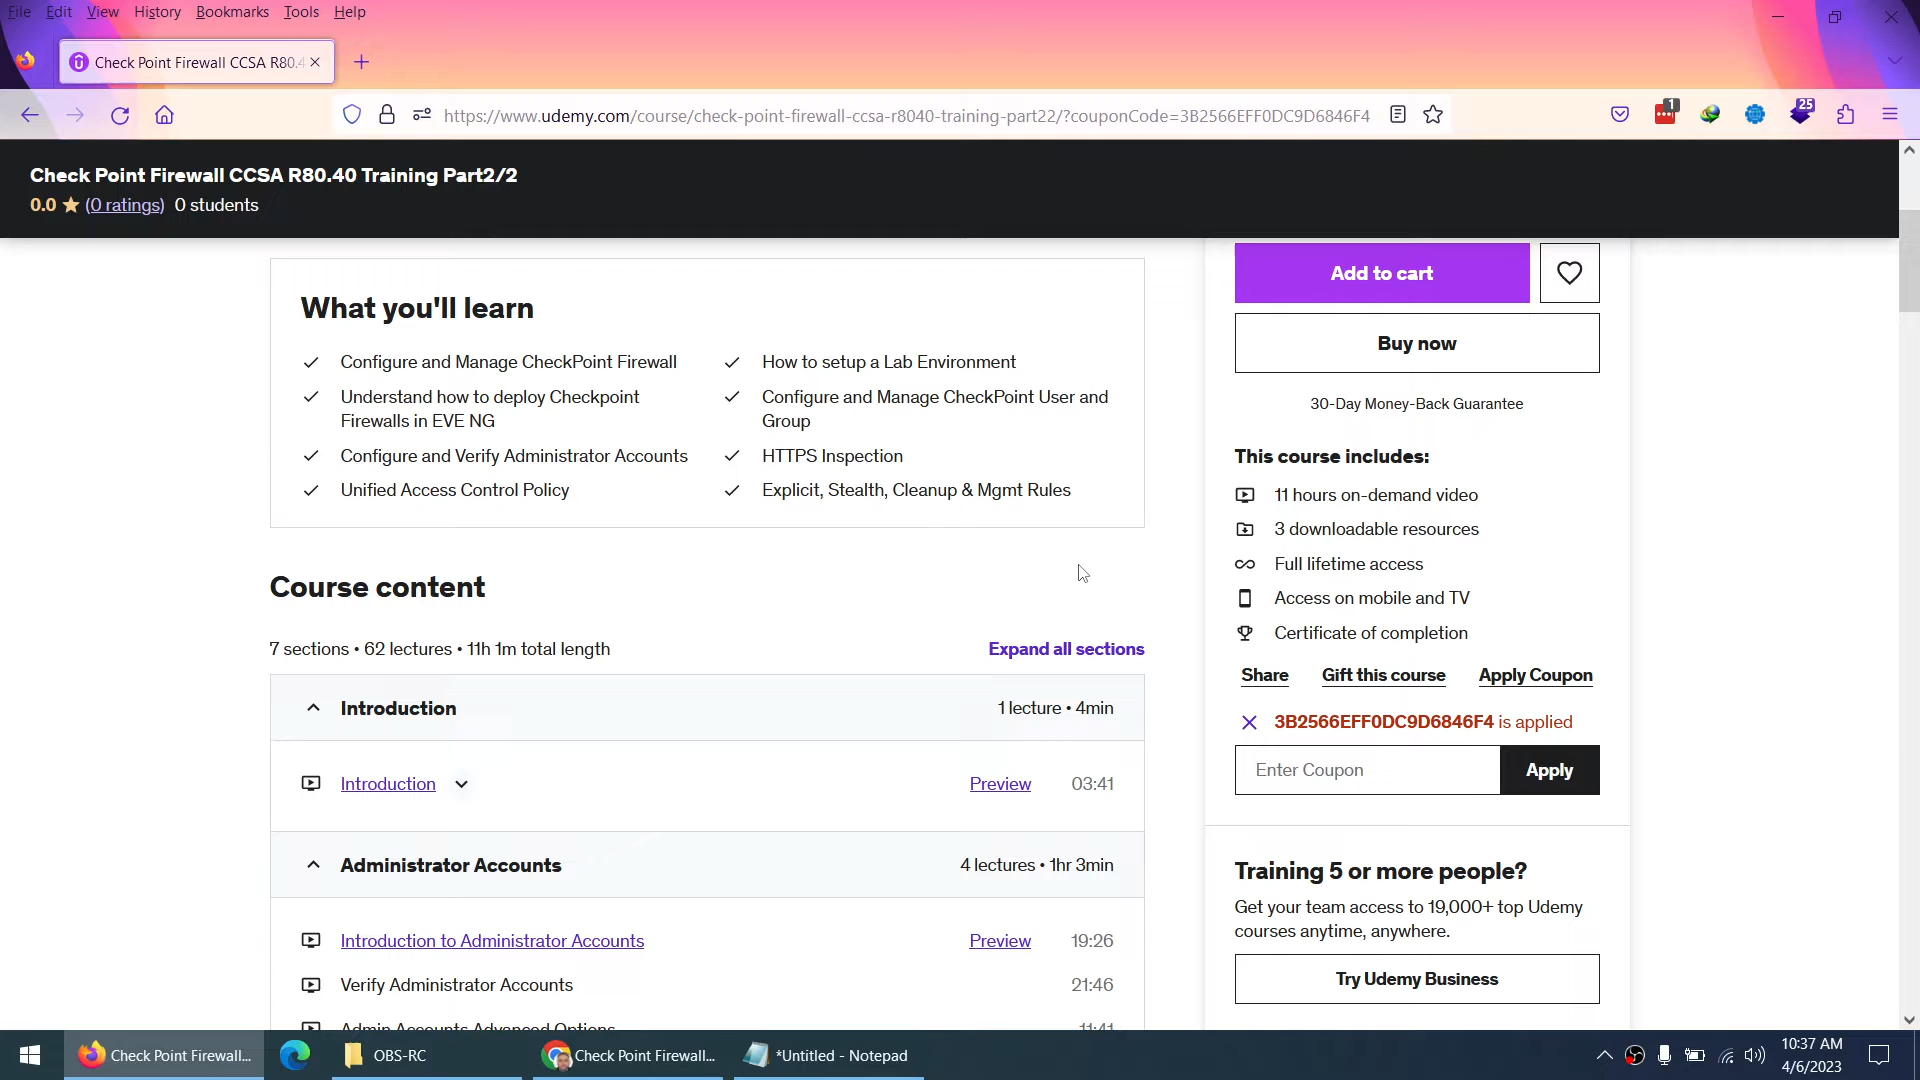 File Edit View History Bookmarks Tools Help
Check Point Firewall CCSA R80.4
https://www.udemy.com/course/check-point-firewall-ccsa-r8040-training-part22/?couponCode=3B2566EFF0DC9D6846F4
1
25
Check Point Firewall CCSA R80.40 Training Part2/2
0.0 ★ (0 ratings) 0 students
What you'll learn
Configure and Manage CheckPoint Firewall
Understand how to deploy Checkpoint
Firewalls in EVE NG
Configure and Verify Administrator Accounts
Unified Access Control Policy
How to setup a Lab Environment
Configure and Manage CheckPoint User and
Group
HTTPS Inspection
Explicit, Stealth, Cleanup & Mgmt Rules
Course content
7 sections • 62 lectures • 11h 1m total length
Expand all sections
Introduction
1 lecture • 4min
Introduction
Preview
03:41
Administrator Accounts
4 lectures • 1hr 3min
Introduction to Administrator Accounts
Preview
19:26
Verify Administrator Accounts
21:46
Admin Accounts Advanced Options
11:41
Add to cart
Buy now
30-Day Money-Back Guarantee
This course includes:
11 hours on-demand video
3 downloadable resources
Full lifetime access
Access on mobile and TV
Certificate of completion
Share
Gift this course
Apply Coupon
3B2566EFF0DC9D6846F4 is applied
Enter Coupon
Apply
Training 5 or more people?
Get your team access to 19,000+ top Udemy
courses anytime, anywhere.
Try Udemy Business
Check Point Firewall...
OBS-RC
Check Point Firewall...
*Untitled - Notepad
10:37 AM
4/6/2023